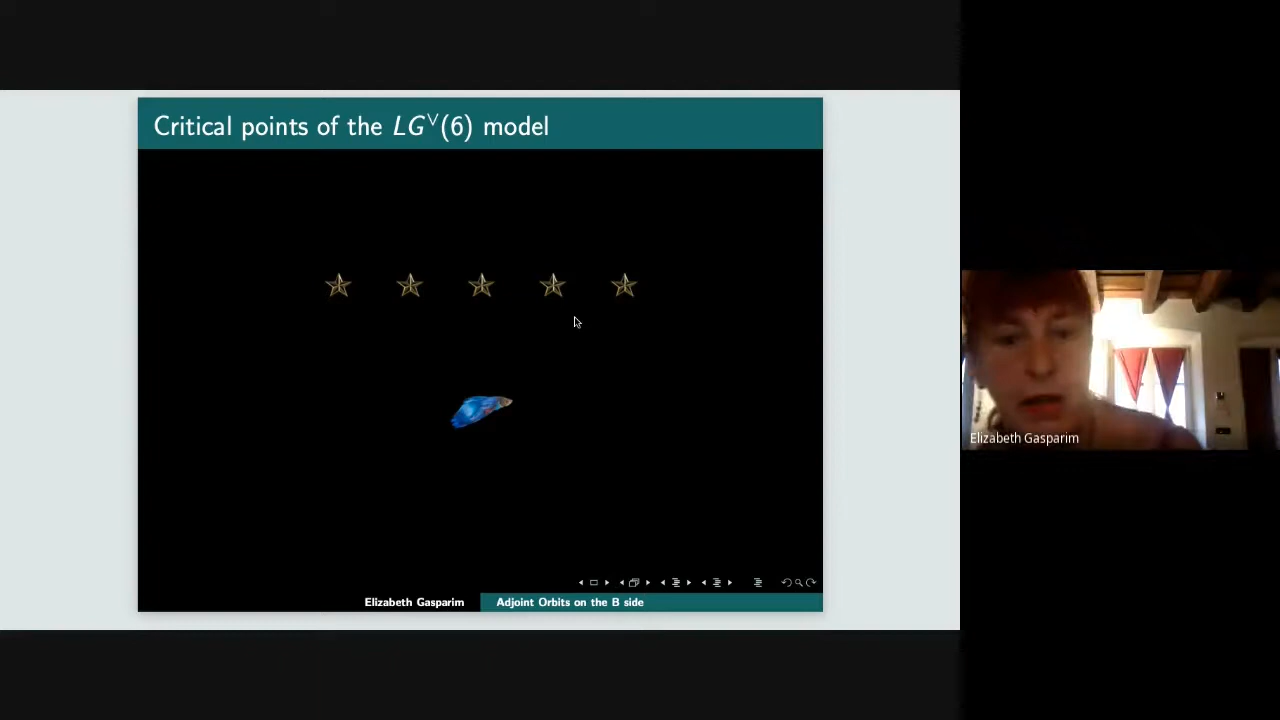 Critical points of the LG^∨(6) model
Elizabeth Gasparim
Elizabeth Gasparim Adjoint Orbits on the B side